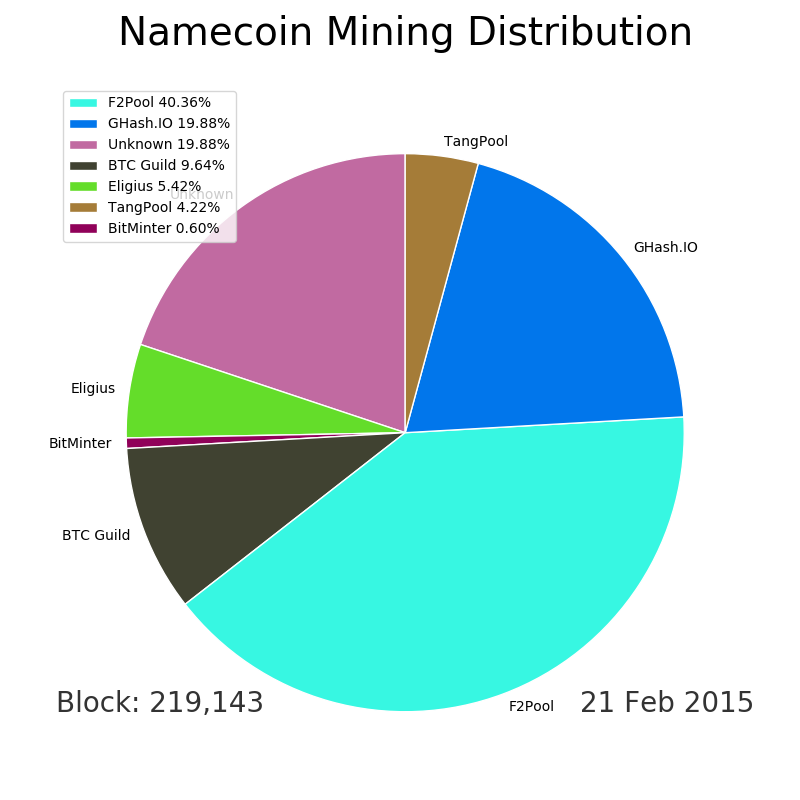 Namecoin Mining Distribution
F2Pool 40.36%
GHash.IO 19.88%
Unknown 19.88%
BTC Guild 9.64%
Eligius 5.42%
TangPool 4.22%
BitMinter 0.60%
TangPool
Unknown
GHash.IO
Eligius
BitMinter
BTC Guild
F2Pool
Block: 219,143
21 Feb 2015